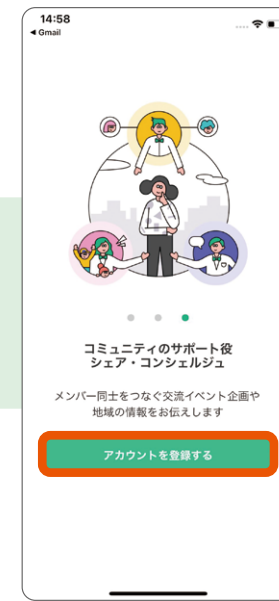 14:58
◀ Gmail
コミュニティのサポート役
シェア・コンシェルジュ
メンバー同士をつなぐ交流イベント企画や
地域の情報をお伝えします
アカウントを登録する